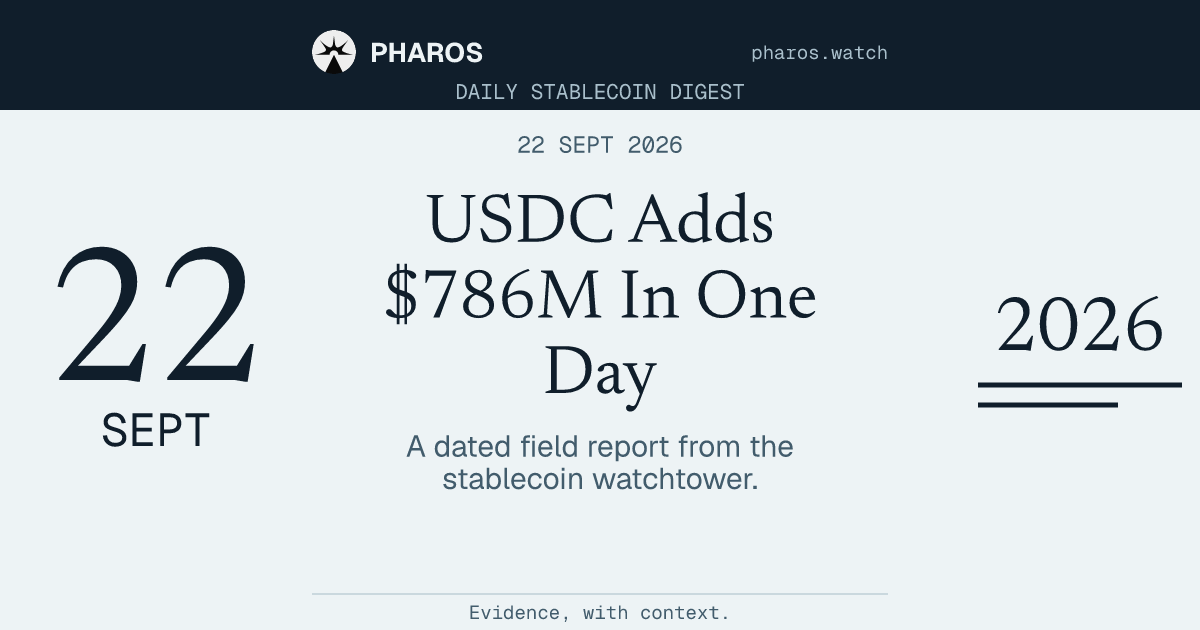 PHAROS
pharos.watch
DAILY STABLECOIN DIGEST
22 SEPT 2026
USDC Adds
$786M In One
Day
A dated field report from the
stablecoin watchtower.
22
SEPT
2026
Evidence, with context.